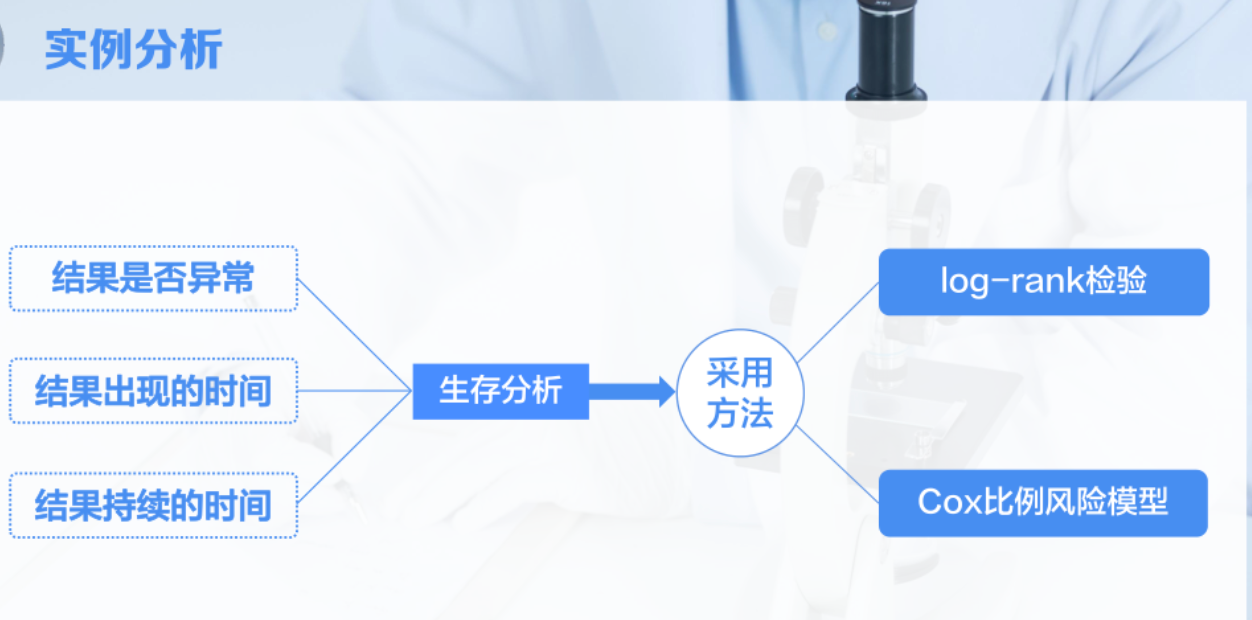 实例分析
结果是否异常
结果出现的时间
结果持续的时间
生存分析
采用
方法
log-rank检验
Cox比例风险模型